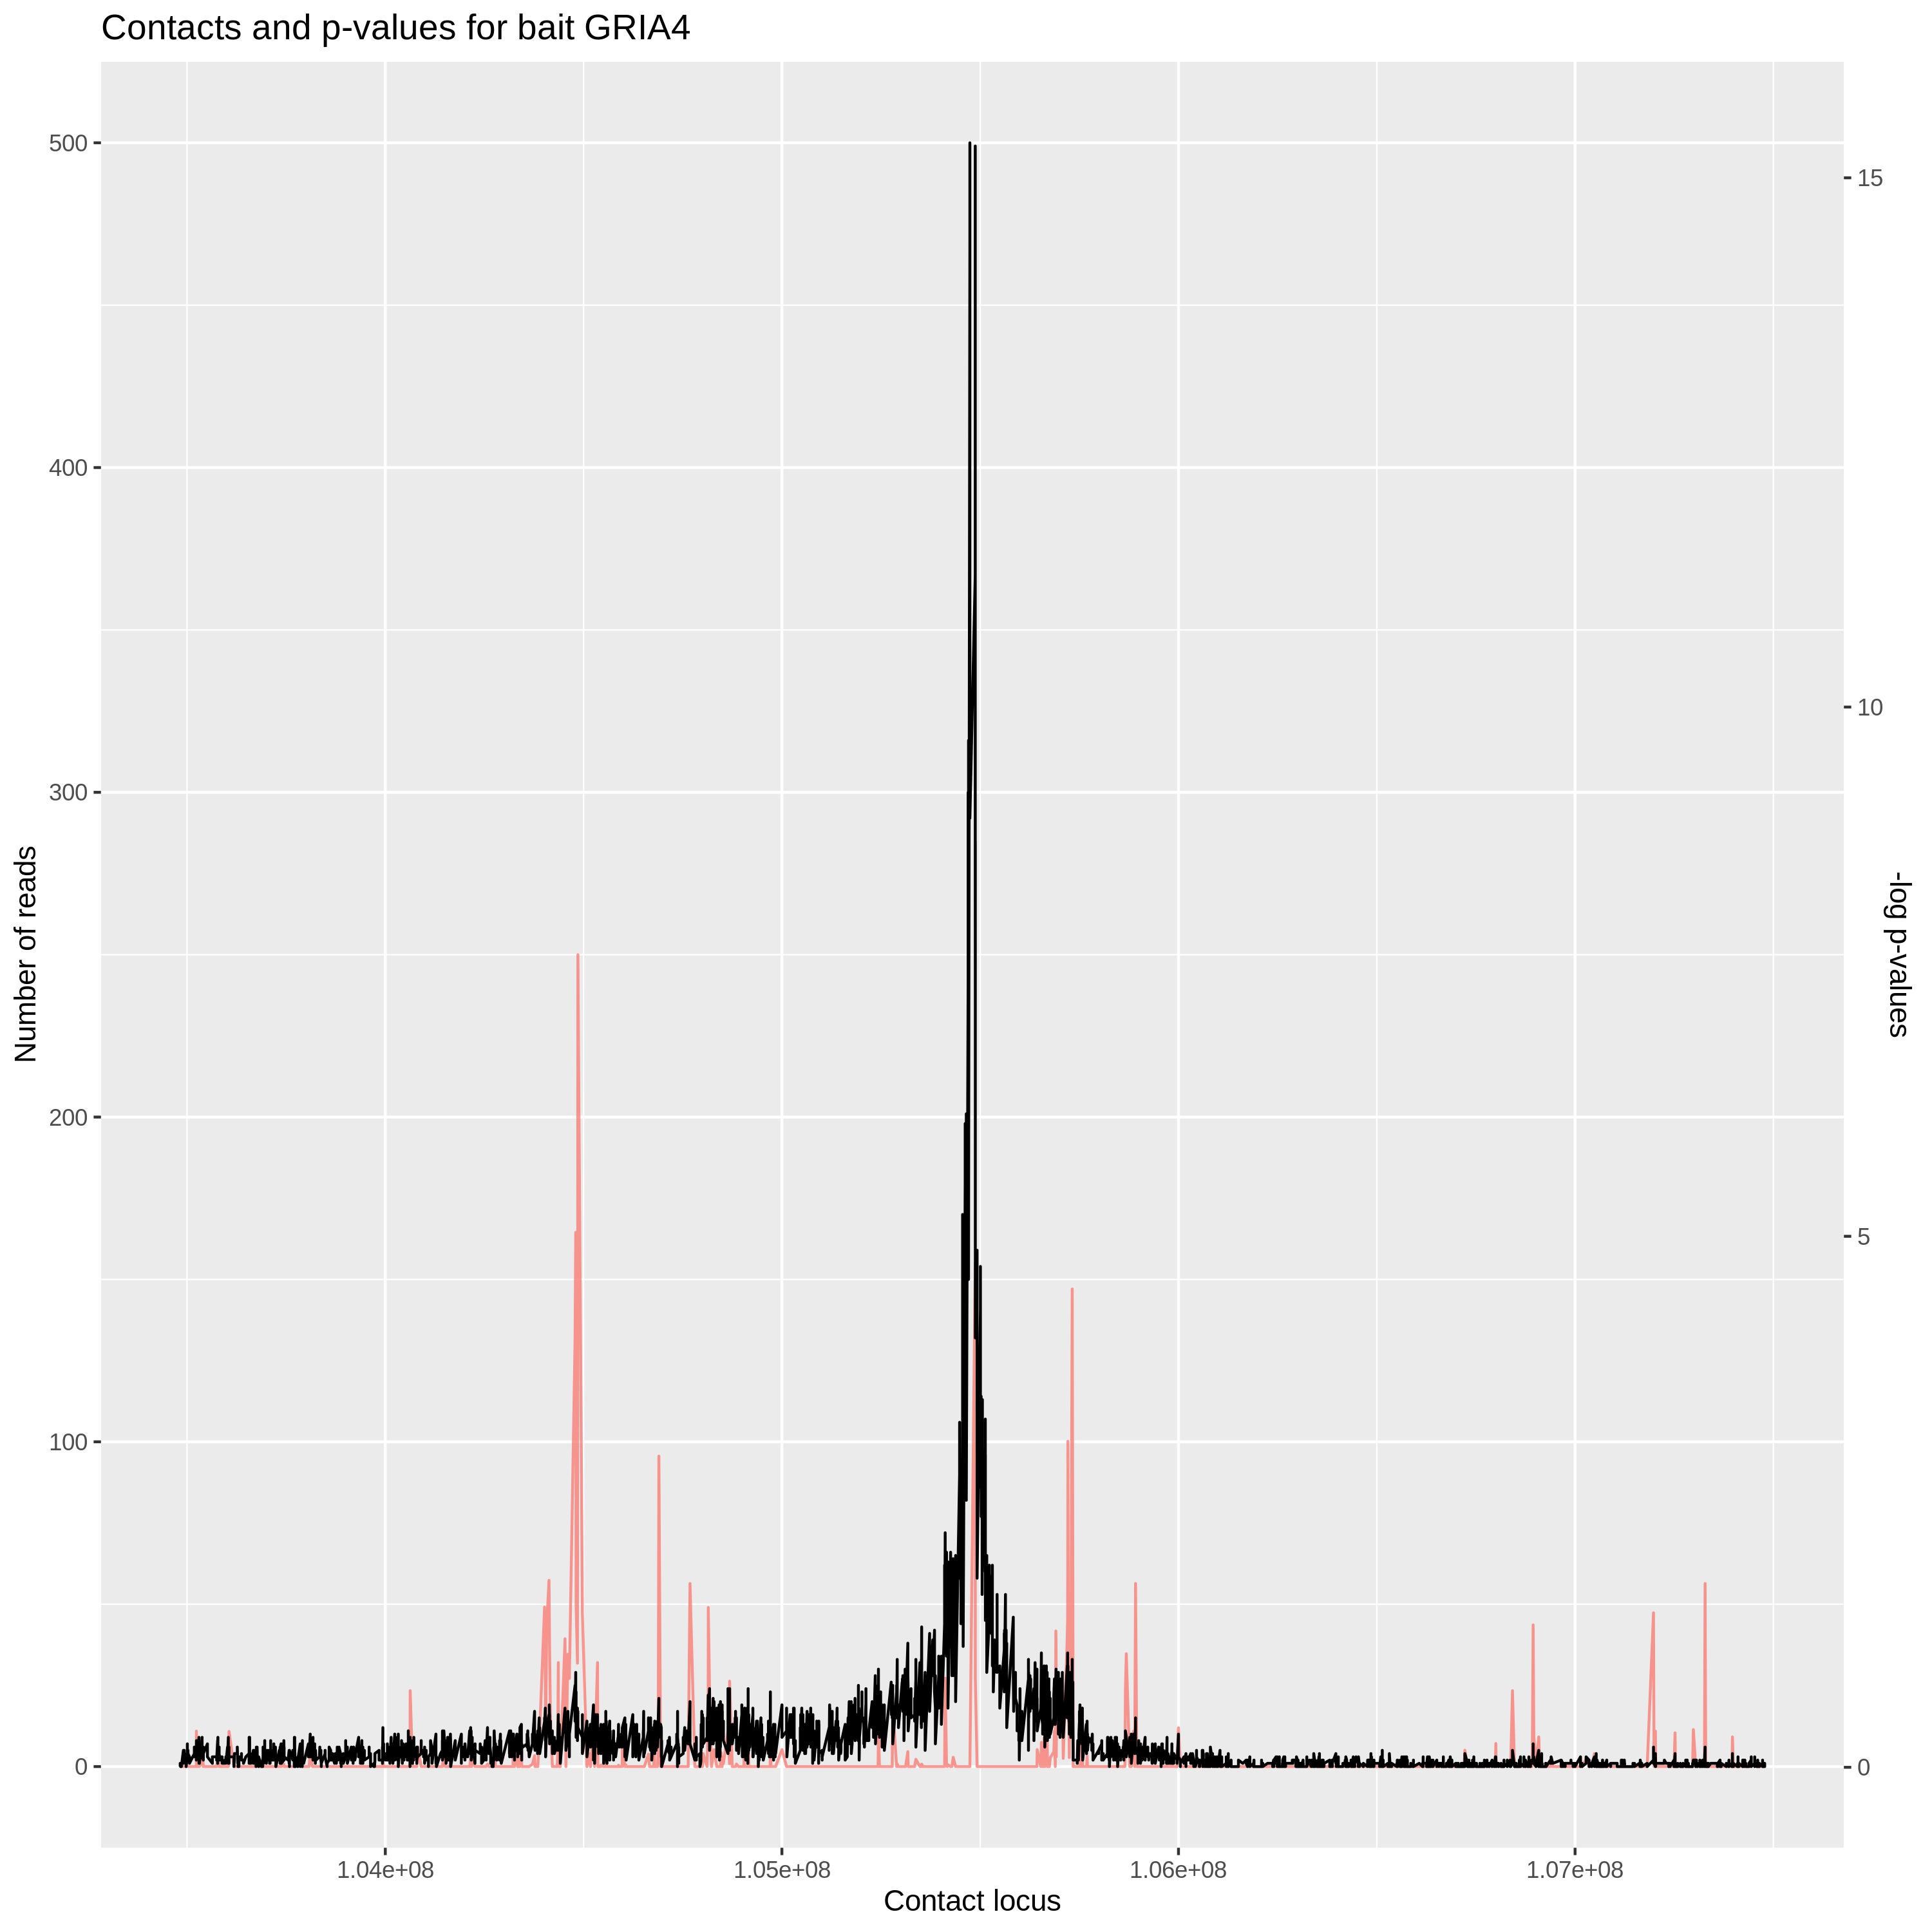 Contacts and p-values for bait GRIA4
Number of reads
500
400
300
200
100
0
15
10
5
0
-log p-values
1.04e+08
1.05e+08
1.06e+08
1.07e+08
Contact locus